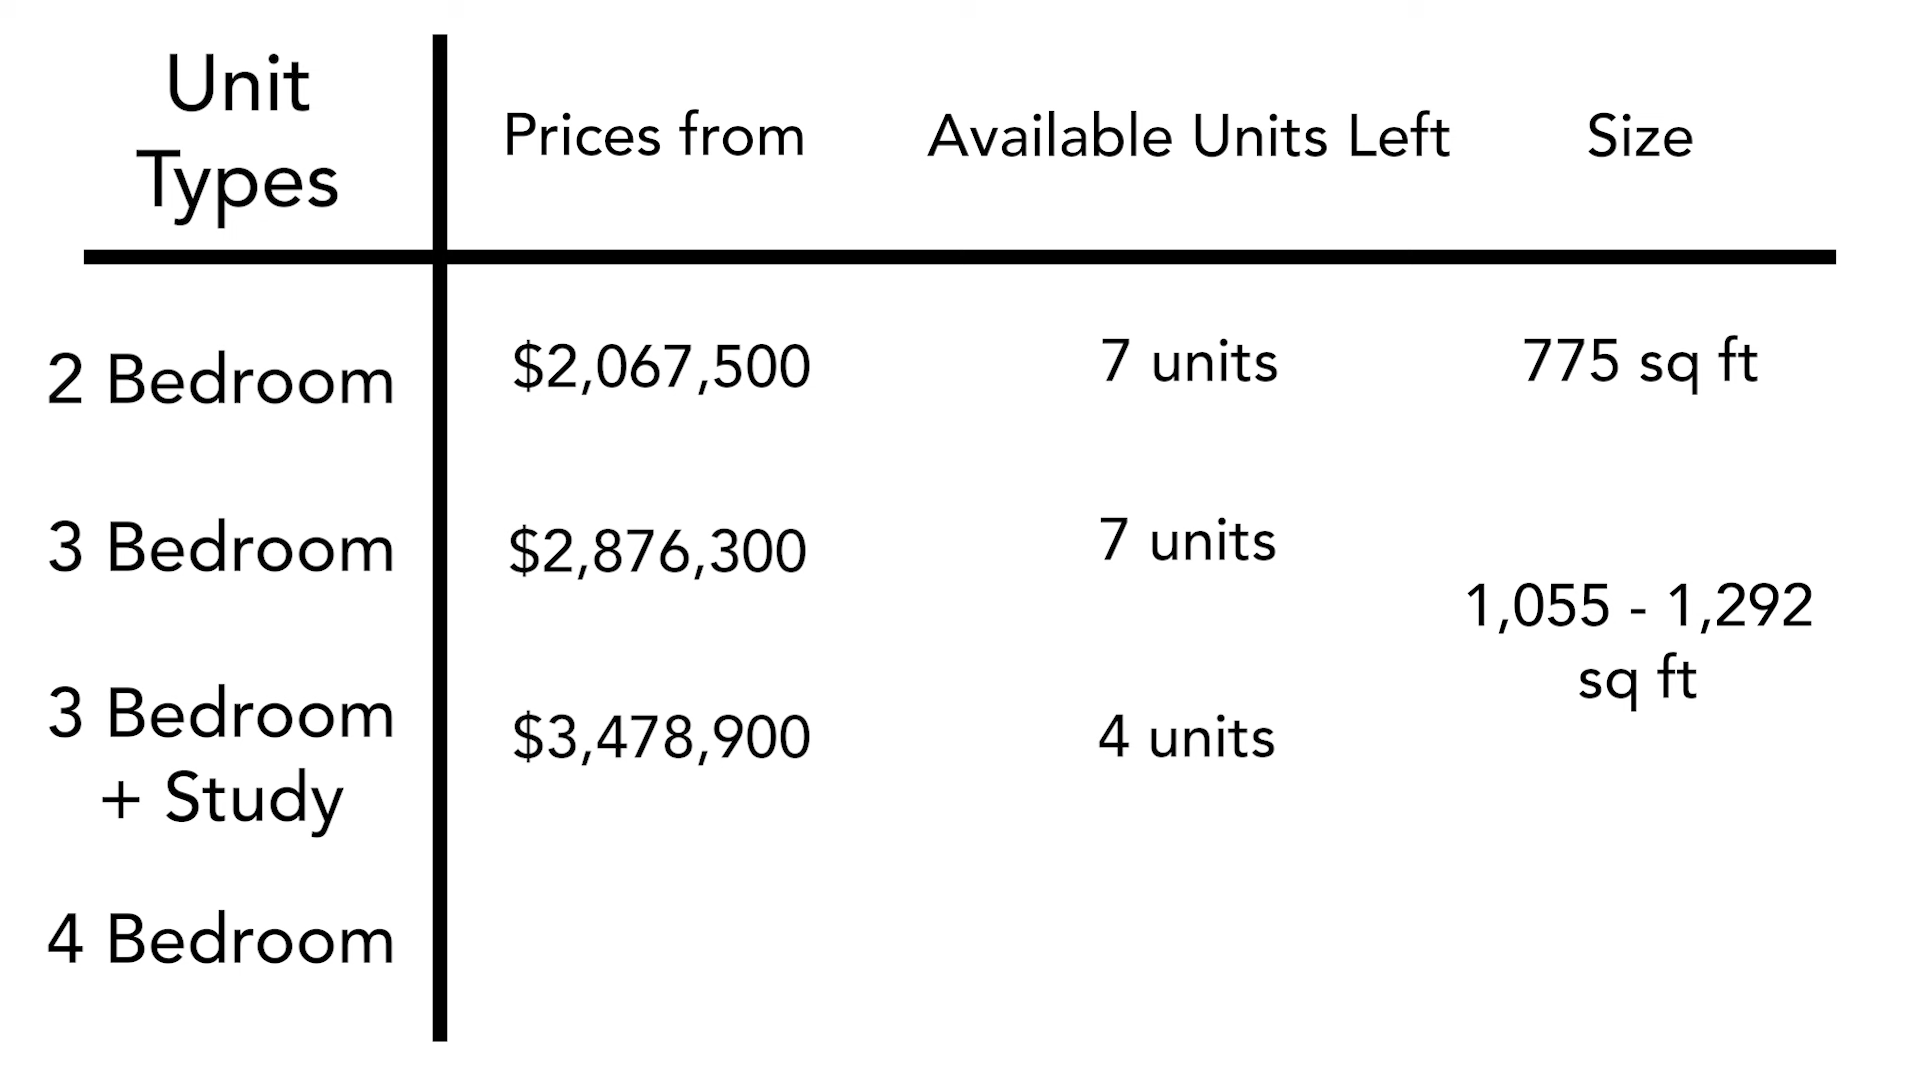 Unit
Types
Prices from
Available Units Left
Size
2 Bedroom
$2,067,500
7 units
775 sq ft
3 Bedroom
$2,876,300
7 units
1,055 - 1,292
sq ft
3 Bedroom
+ Study
$3,478,900
4 units
4 Bedroom